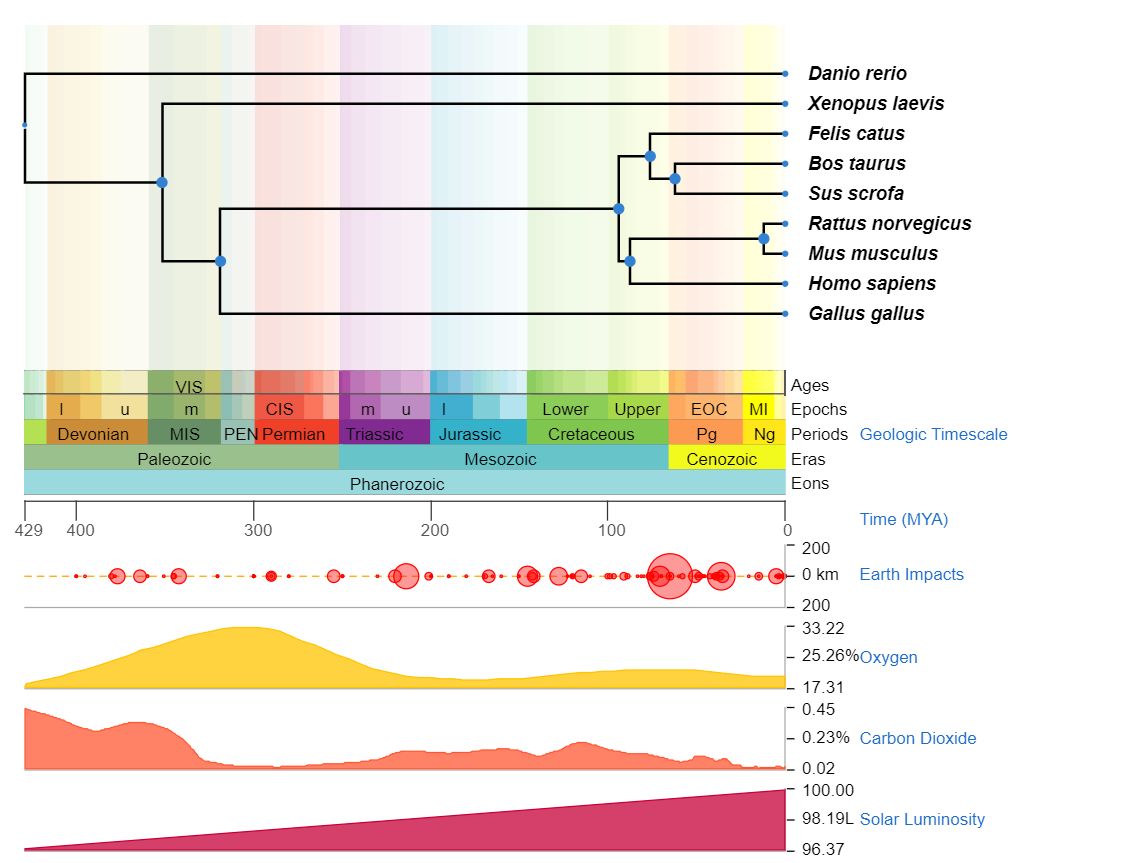 Danio rerio
Xenopus laevis
Felis catus
Bos taurus
Sus scrofa
Rattus norvegicus
Mus musculus
Homo sapiens
Gallus gallus
VIS Ages
l u m CIS m u l Lower Upper EOC MI Epochs
Devonian MIS PEN Permian Triassic Jurassic Cretaceous Pg Ng Periods Geologic Timescale
Paleozoic Mesozoic Cenozoic Eras
Phanerozoic Eons
429 400 300 200 100 0 Time (MYA)
200
0 km Earth Impacts
200
33.22
25.26% Oxygen
17.31
0.45
0.23% Carbon Dioxide
0.02
100.00
98.19L Solar Luminosity
96.37